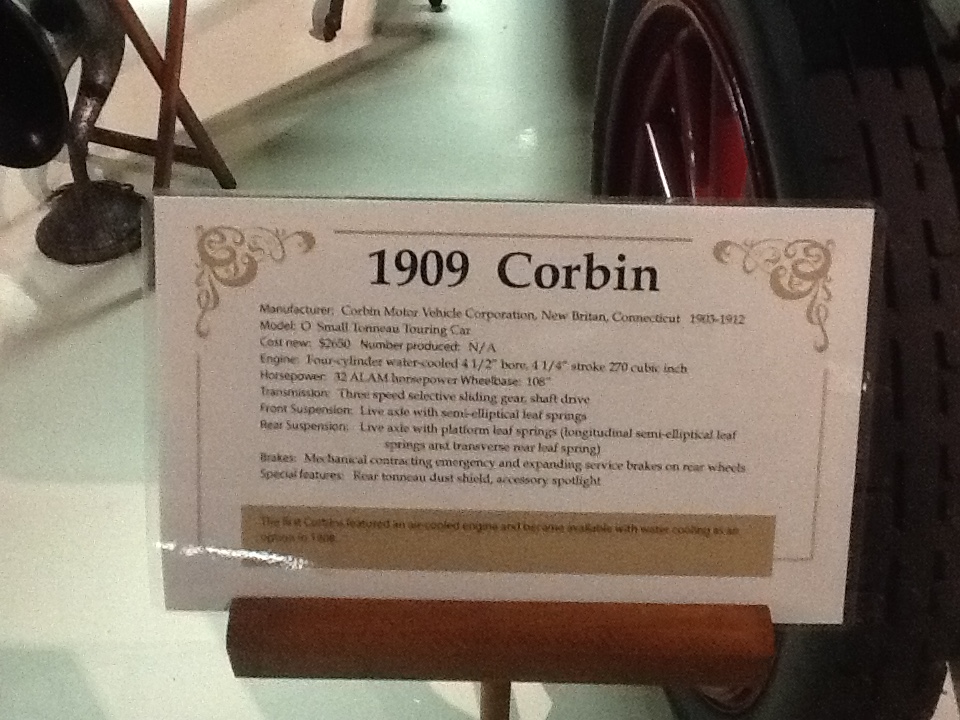 1909 Corbin
Manufacturer: Corbin Motor Vehicle Corporation, New Britan, Connecticut 1903-1912
Model: O Small Tonneau Touring Car
Cost new: $2650 Number produced: N/A
Engine: Four-cylinder water-cooled 4 1/2" bore, 4 1/4" stroke 270 cubic inch
Horsepower: 32 ALAM horsepower Wheelbase: 108"
Transmission: Three speed selective sliding gear, shaft drive
Front Suspension: Live axle with semi-elliptical leaf springs
Rear Suspension: Live axle with platform leaf springs (longitudinal semi-elliptical leaf
springs and transverse rear leaf spring)
Brakes: Mechanical contracting emergency and expanding service brakes on rear wheels
Special features: Rear tonneau dust shield, accessory spotlight
The first Corbins featured an air-cooled engine and became available with water cooling as an
option in 1908.